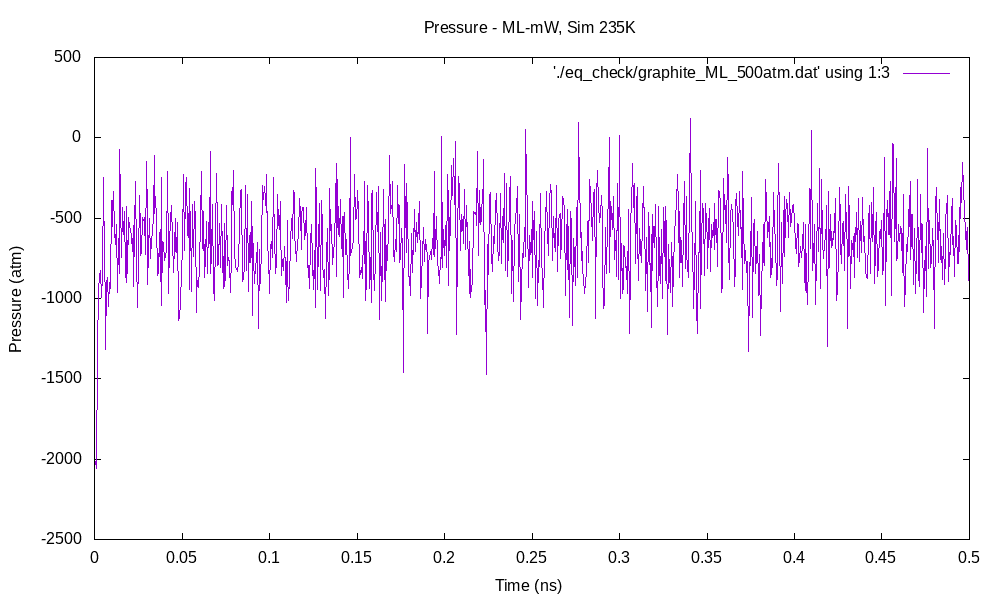 Pressure - ML-mW, Sim 235K
'./eq_check/graphite_ML_500atm.dat' using 1:3
500
0
-500
-1000
-1500
-2000
-2500
Pressure (atm)
0 0.05 0.1 0.15 0.2 0.25 0.3 0.35 0.4 0.45 0.5
Time (ns)